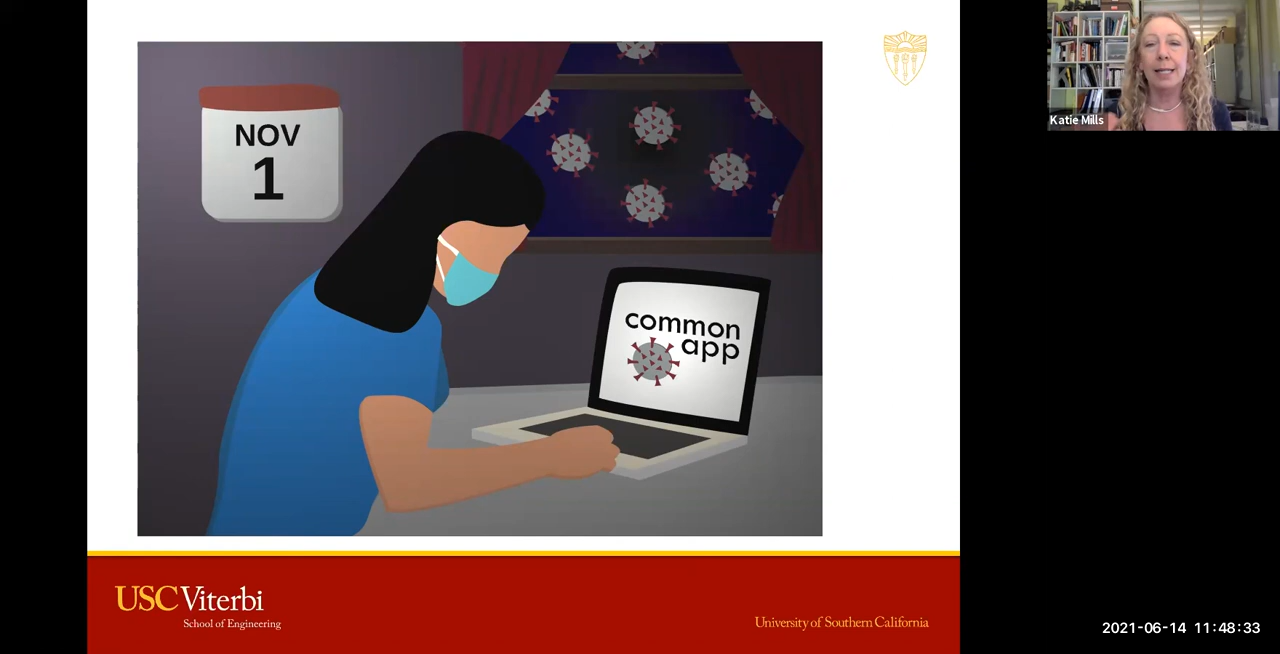 NOV
1
common
app
Katie Mills
USC Viterbi
School of Engineering
University of Southern California
2021-06-14 11:48:33